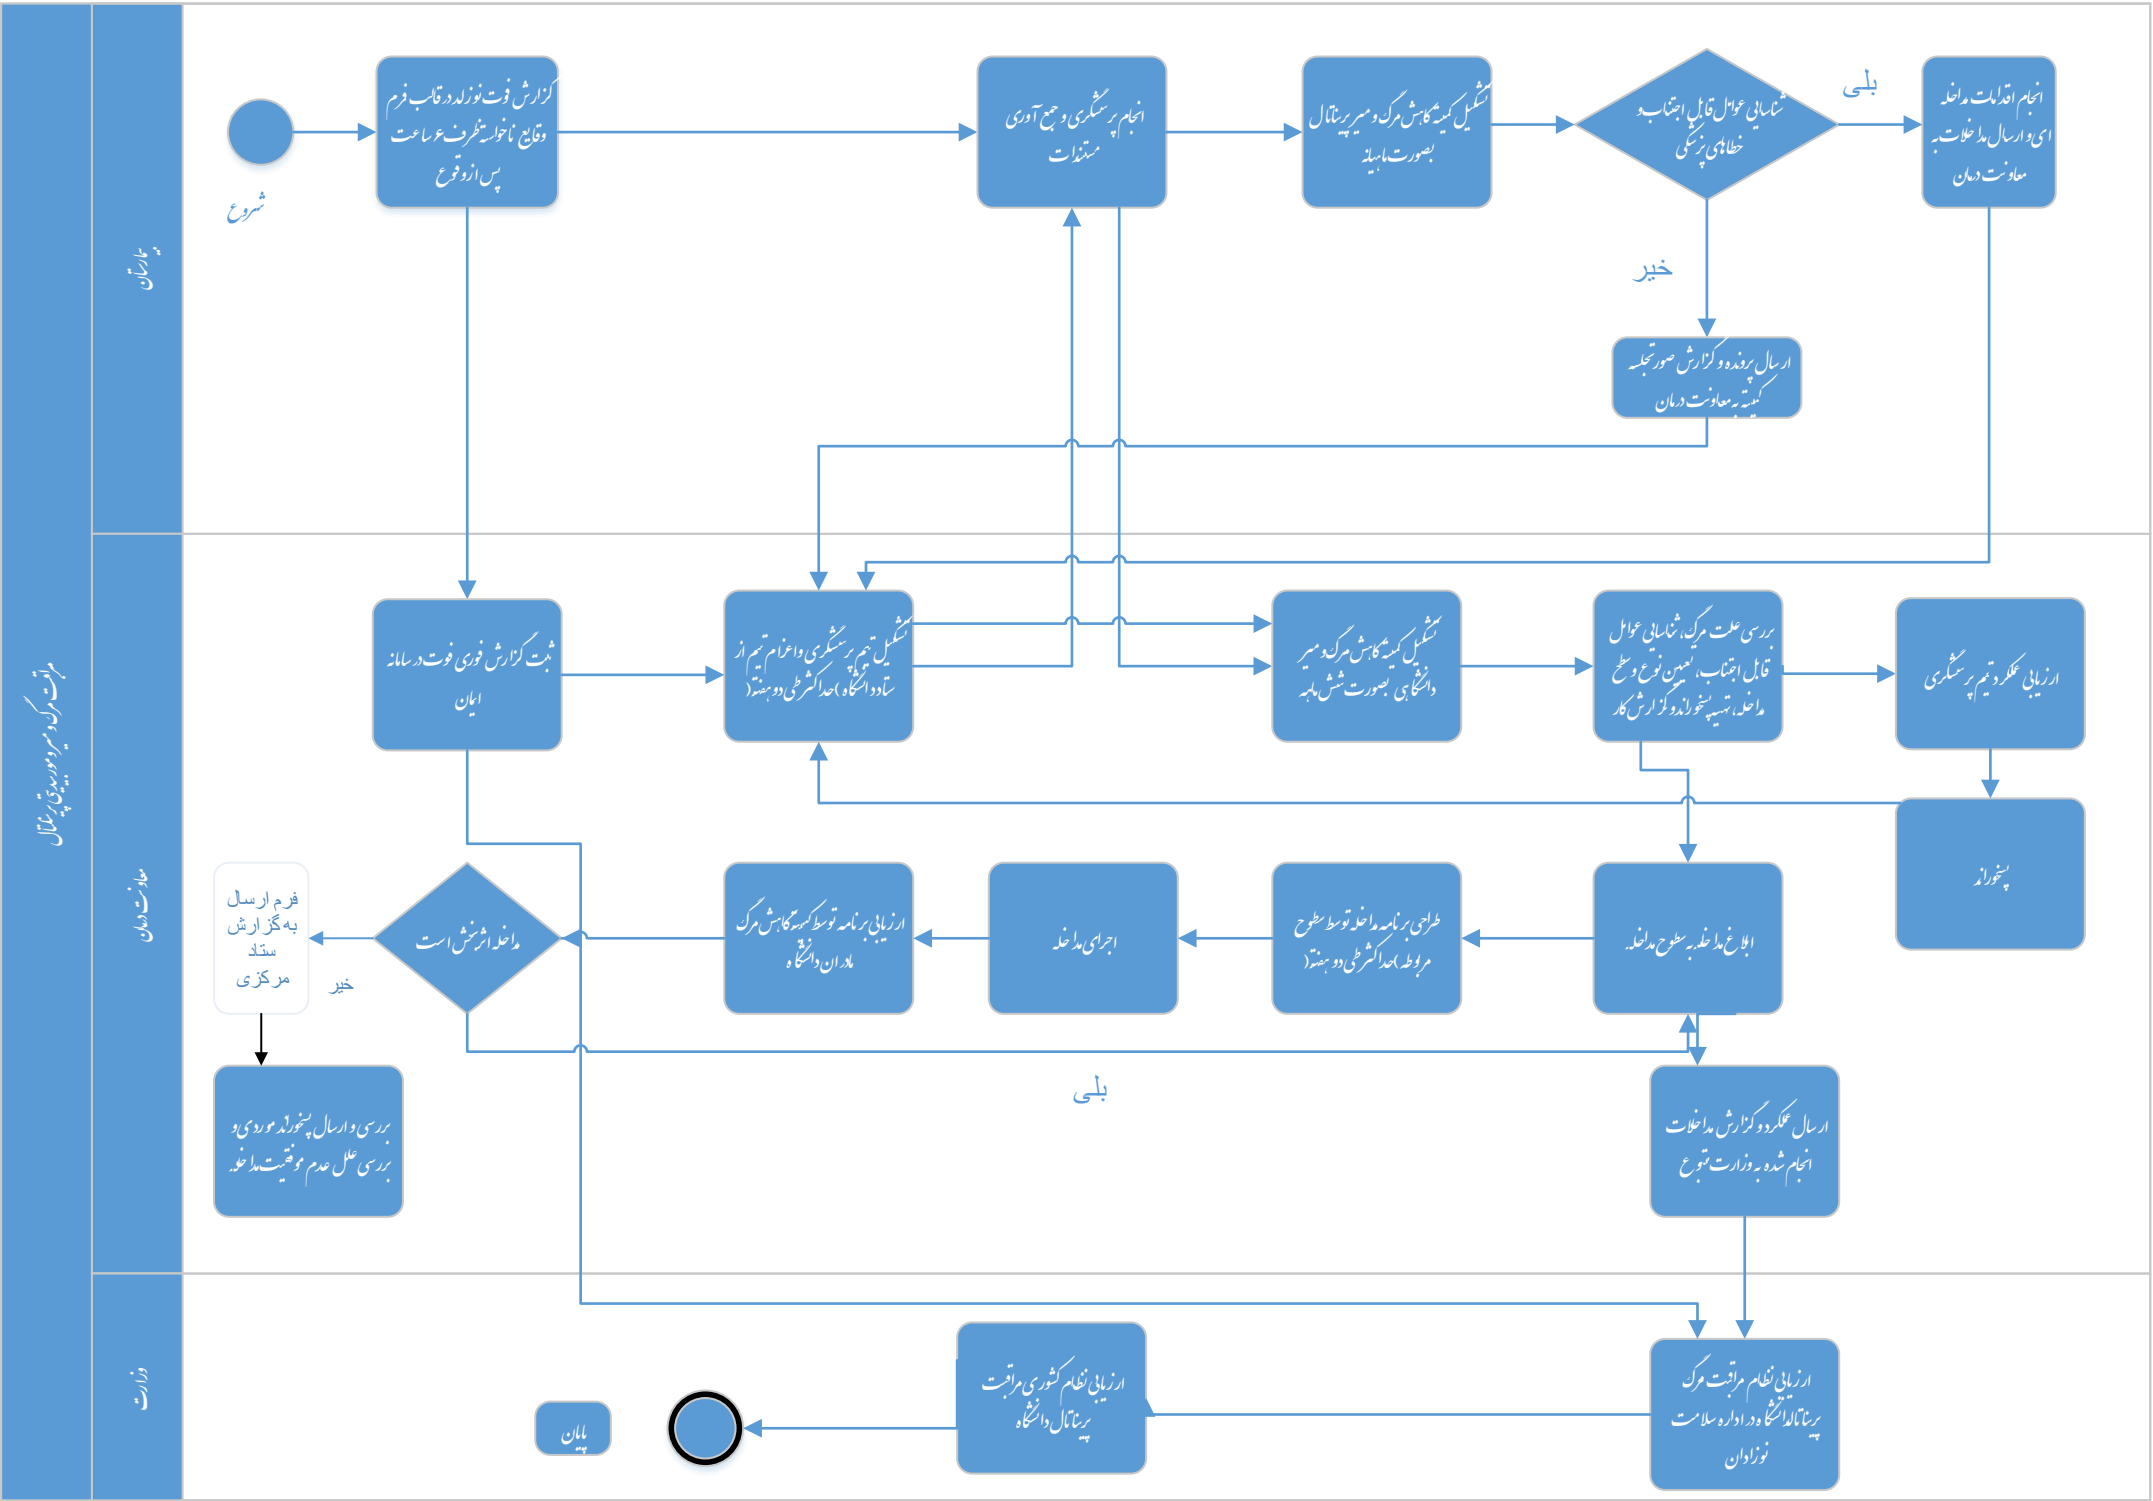 مراقبت مرگ و میر و موربیدیتی پرینتال
بیمارستان
شروع
گزارش فوت نوزاد در قالب فرم
وقایع ناخواسته ظرف ۶ ساعت
پس از وقوع
انجام پرسشگری و جمع آوری
مستندات
تشکیل کمیته کاهش مرگ و میر پریناتال
بصورت ماهیانه
شناسایی عوامل قابل اجتناب و
خطاهای پزشکی
بلی
انجام اقدامات مداخله
ای و ارسال مداخلات به
معاونت درمان
خیر
ارسال پرونده و گزارش صورتجلسه
کمیته به معاونت درمان
معاونت درمان
ثبت گزارش فوری فوت در سامانه
ایمان
تشکیل تیم پرسشگری و اعزام تیم از
ستاد دانشگاه )حداکثر طی دو هفته(
تشکیل کمیته کاهش مرگ و میر
دانشگاهی بصورت شش ماهه
بررسی علت مرگ، شناسایی عوامل
قابل اجتناب، تعیین نوع و سطح
مداخله، تهیه پسخوراند و گزارش کار
ارزیابی عملکرد تیم پرسشگری
پسخوراند
فرم ارسال
به گزارش
ستاد
مرکزی
خیر
مداخله اثربخش است
ارزیابی برنامه توسط کمیته کاهش مرگ
مادران دانشگاه
اجرای مداخله
طراحی برنامه مداخله توسط سطوح
مربوطه )حداکثر طی دو هفته(
ابلاغ مداخله به سطوح مداخله.
بلی
بررسی و ارسال پسخوراند موردی و
بررسی علل عدم موفقیت مداخله.
ارسال عملکرد و گزارش مداخلات
انجام شده به وزارت متبوع
وزارت
پایان
ارزیابی نظام کشوری مراقبت
پریناتال دانشگاه
ارزیابی نظام مراقبت مرگ
پریناتال دانشگاه در اداره سلامت
نوزادان